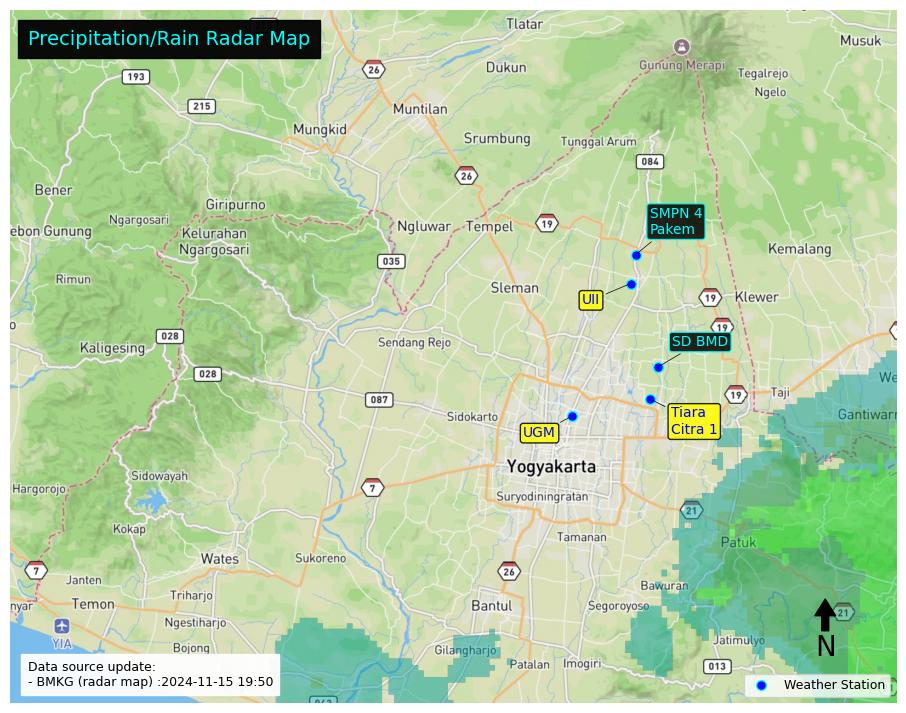 Precipitation/Rain Radar Map
Tlatar
Musuk
193
26
Dukun
Gunung Merapi
Tegalrejo
Ngelo
215
Muntilan
Mungkid
Srumbung
Tunggal Arum
084
26
Bener
Giripurno
Ngargosari
SMPN 4
Pakem
ebon Gunung
Kelurahan
Ngargosari
Ngluwar
Tempel
19
Kemalang
035
Rimun
Sleman
UII
19
Klewer
19
028
Kaligesing
Sendang Rejo
SD BMD
028
We
087
19
Taji
Sidokarto
Tiara
Citra 1
Gantiwarn
UGM
Yogyakarta
Sidowayah
Hargorojo
7
Suryodiningratan
21
Kokap
Tamanan
Patuk
Wates
Sukoreno
7
26
Janten
Triharjo
Bawuran
nyar
Temon
Bantul
Segoroyoso
21
YIA
Ngestiharjo
Bojong
Gilangharjo
Jatimulyo
N
Patalan
Imogiri
013
Data source update:
- BMKG (radar map) :2024-11-15 19:50
Weather Station